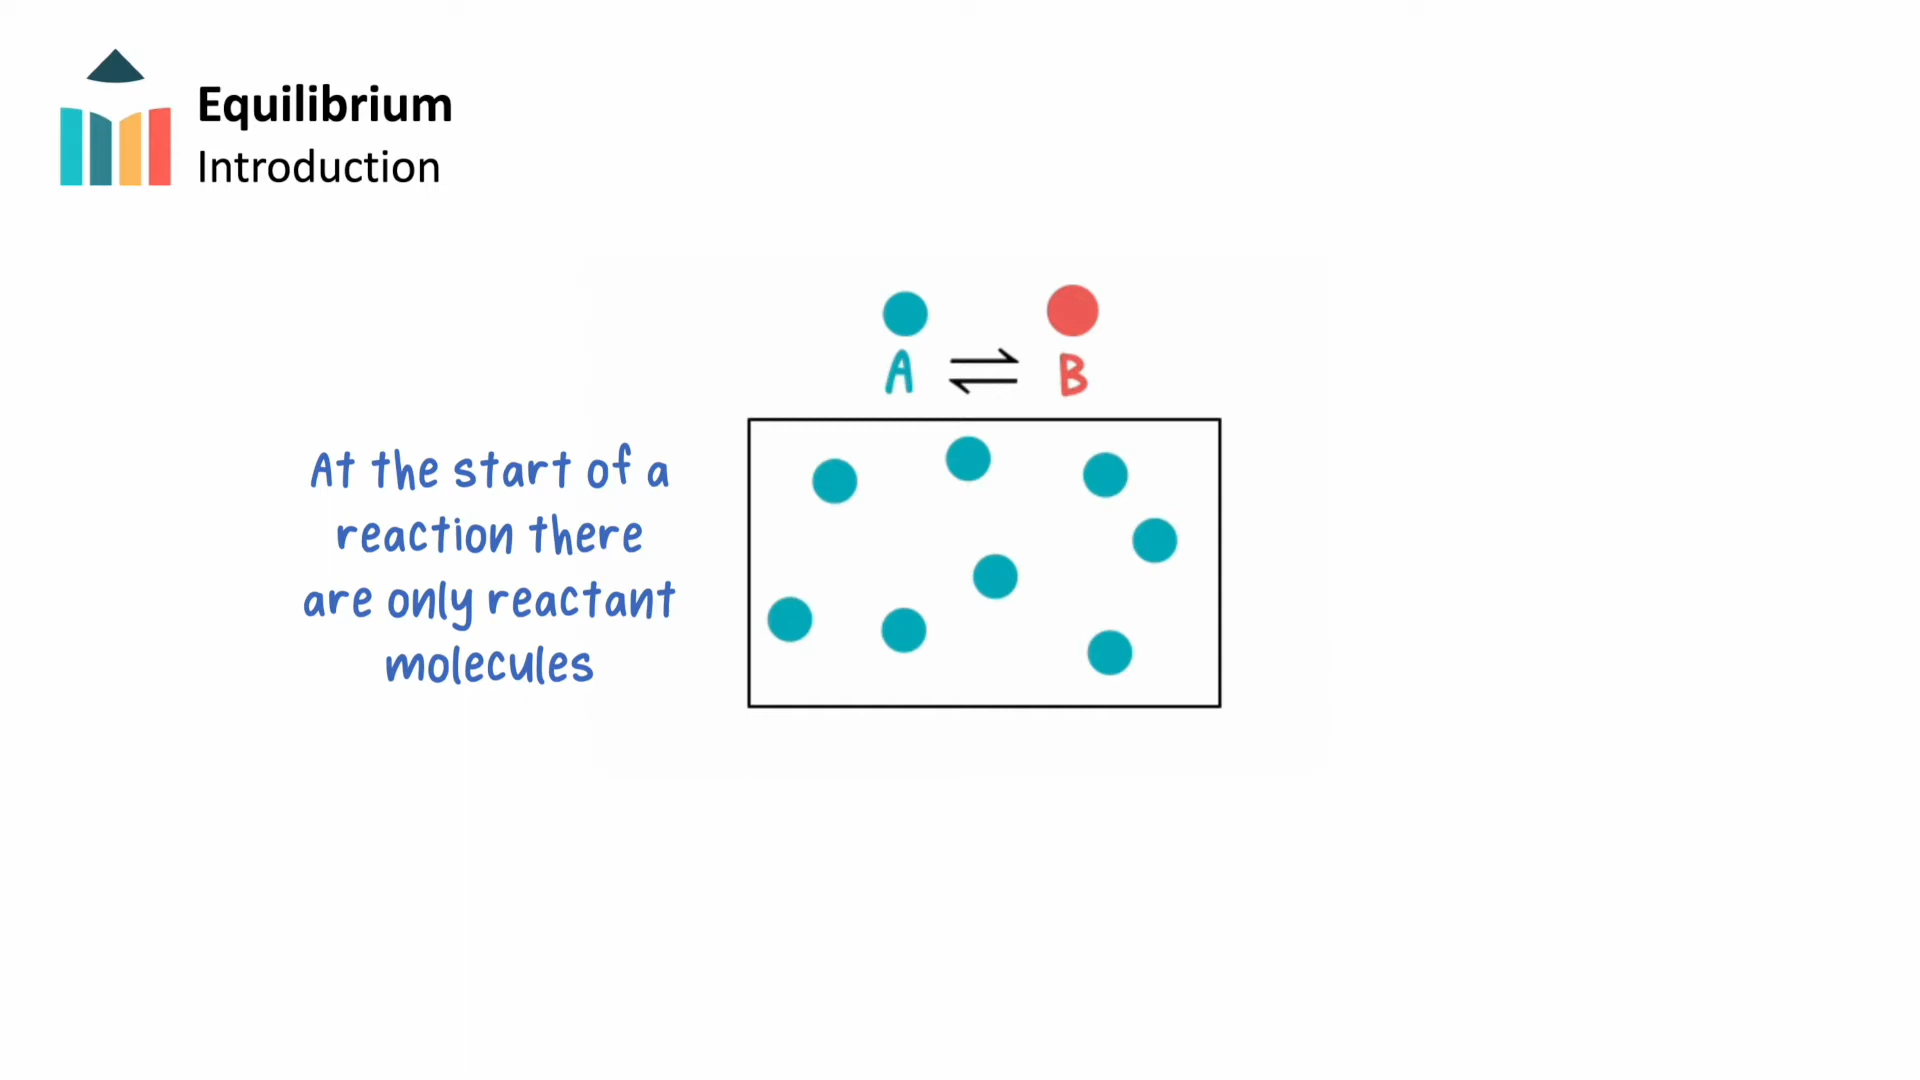 Equilibrium
Introduction
A ⇌ B
At the start of a
reaction there
are only reactant
molecules